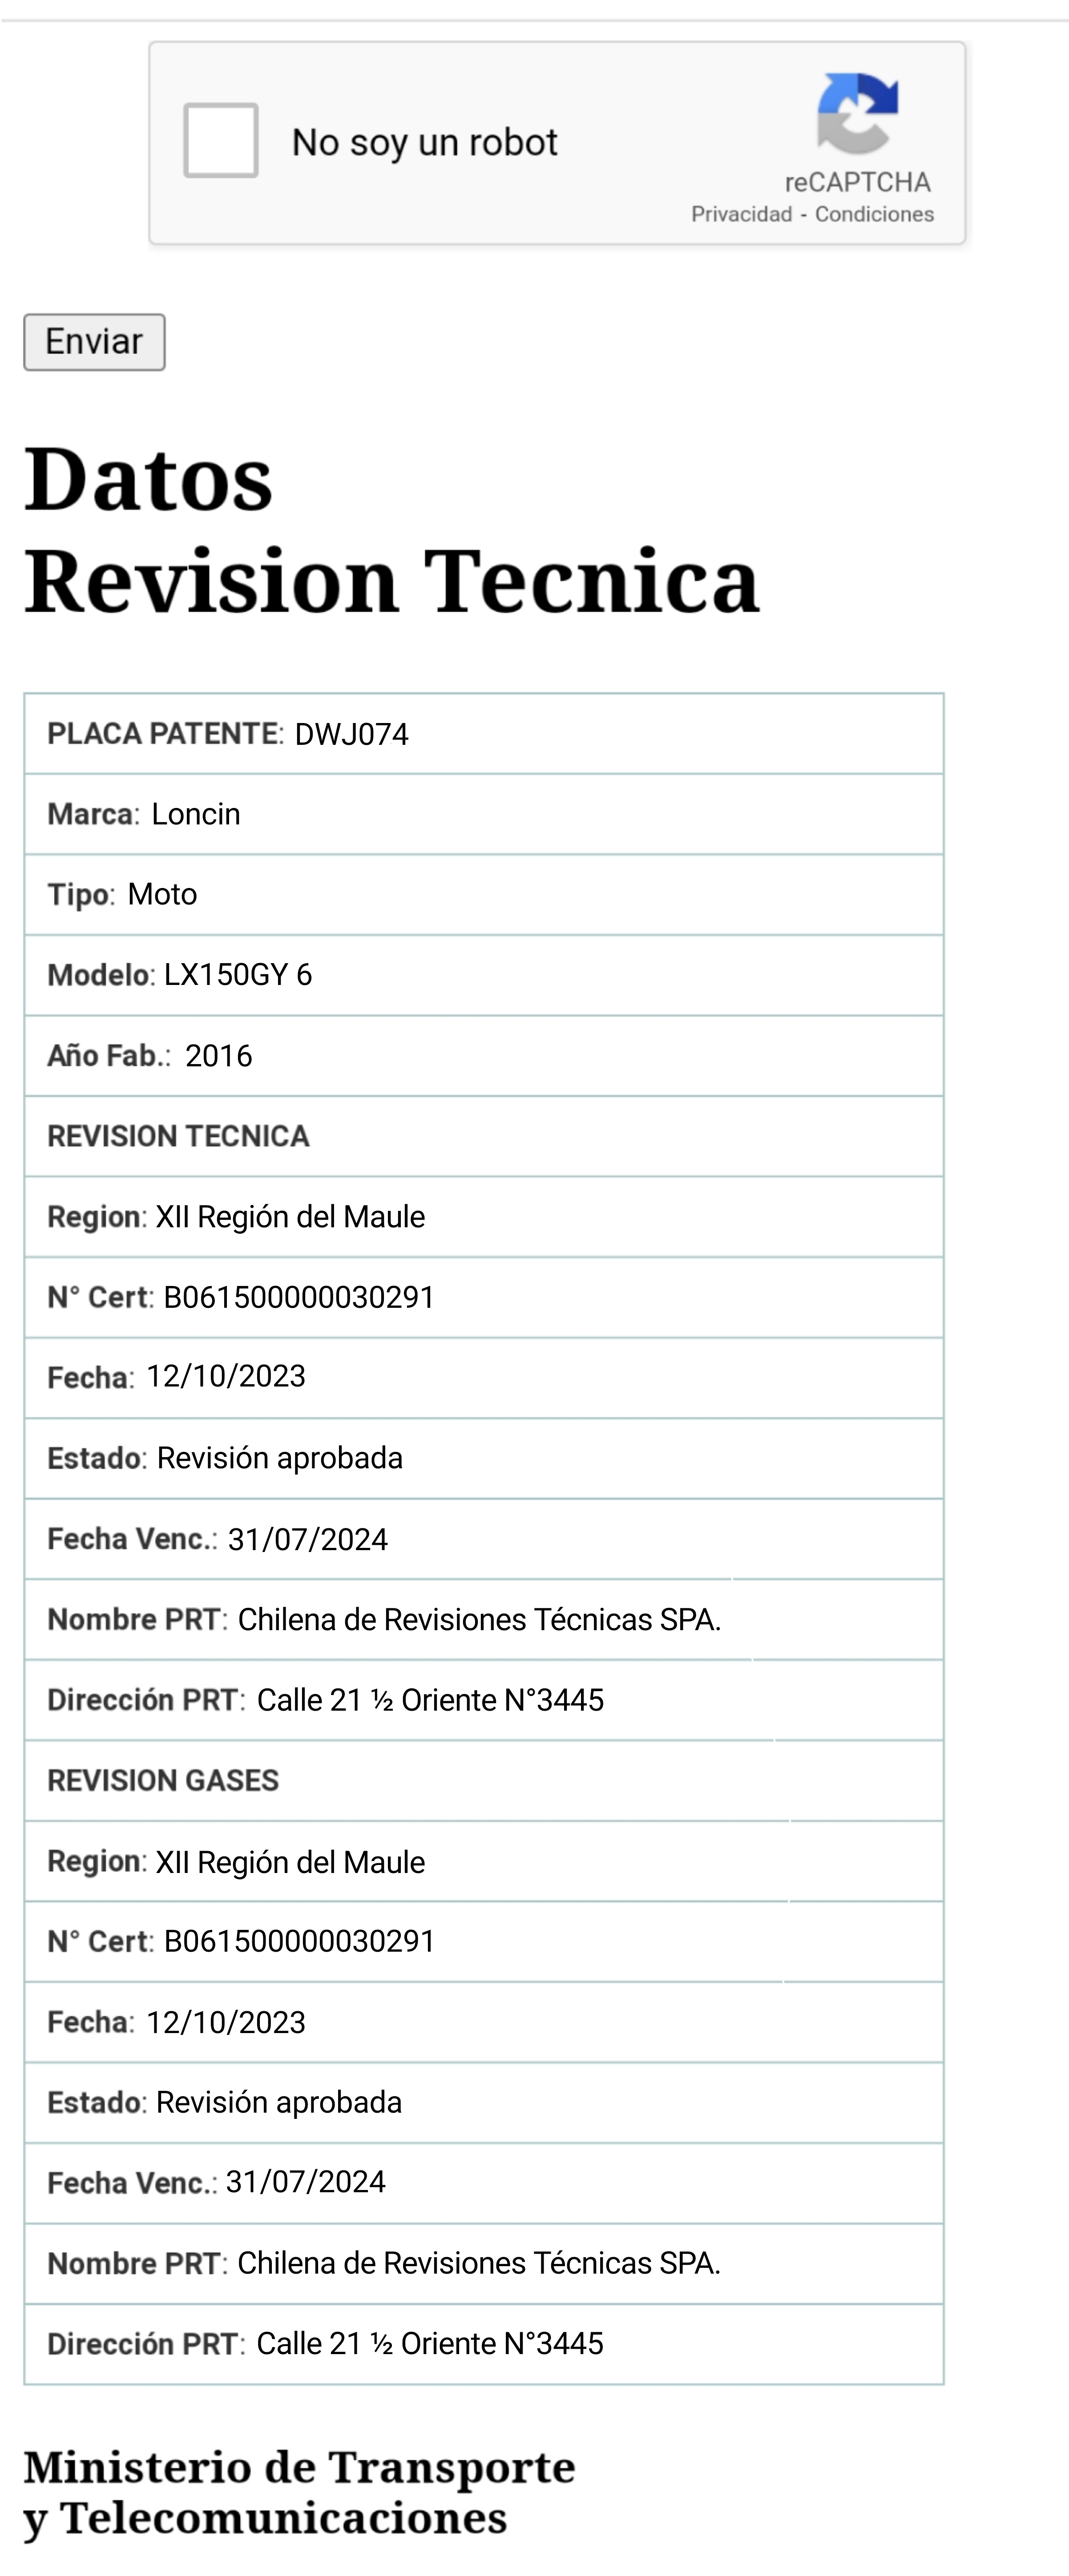 No soy un robot
reCAPTCHA
Privacidad - Condiciones
Enviar
Datos
Revision Tecnica
PLACA PATENTE: DWJ074
Marca: Loncin
Tipo: Moto
Modelo: LX150GY 6
Año Fab.: 2016
REVISION TECNICA
Region: XII Región del Maule
N° Cert: B061500000030291
Fecha: 12/10/2023
Estado: Revisión aprobada
Fecha Venc.: 31/07/2024
Nombre PRT: Chilena de Revisiones Técnicas SPA.
Dirección PRT: Calle 21 ½ Oriente N°3445
REVISION GASES
Region: XII Región del Maule
N° Cert: B061500000030291
Fecha: 12/10/2023
Estado: Revisión aprobada
Fecha Venc.: 31/07/2024
Nombre PRT: Chilena de Revisiones Técnicas SPA.
Dirección PRT: Calle 21 ½ Oriente N°3445
Ministerio de Transporte
y Telecomunicaciones